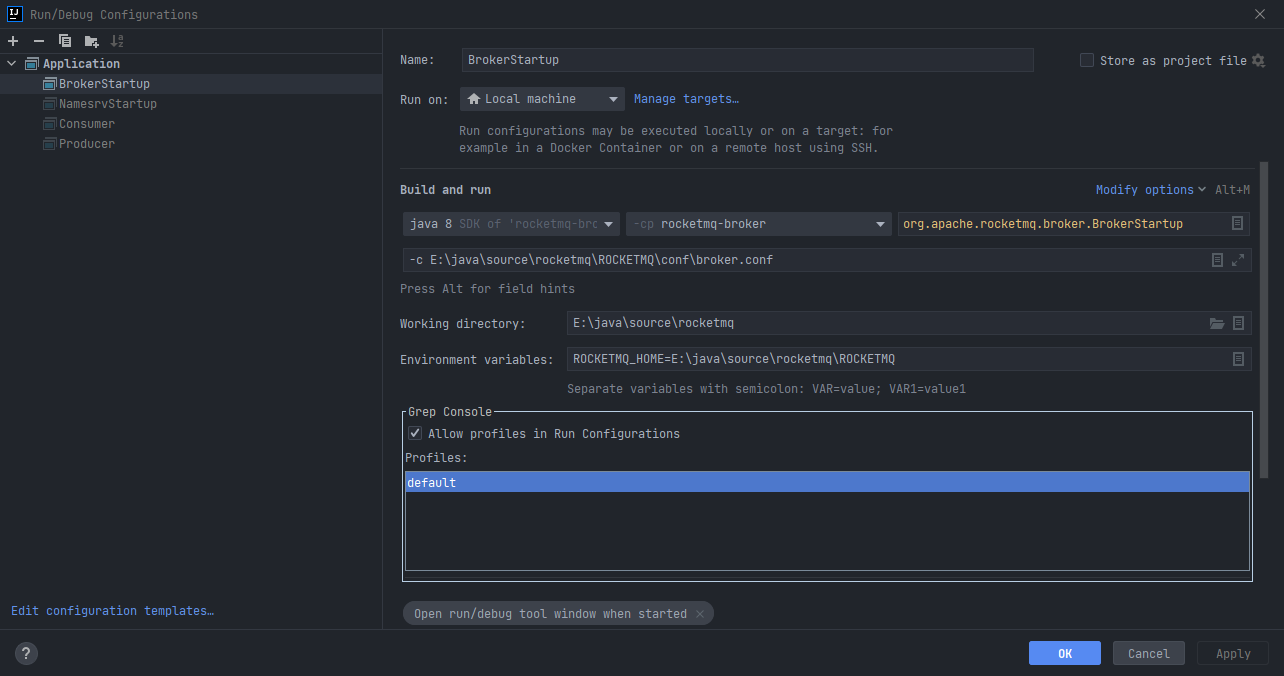 Run/Debug Configurations
Application
BrokerStartup
NamesrvStartup
Consumer
Producer
Edit configuration templates…
Name: BrokerStartup Store as project file
Run on: Local machine Manage targets…
Run configurations may be executed locally or on a target: for
example in a Docker Container or on a remote host using SSH.
Build and run Modify options Alt+M
java 8 SDK of 'rocketmq-brc -cp rocketmq-broker org.apache.rocketmq.broker.BrokerStartup
-c E:\java\source\rocketmq\ROCKETMQ\conf\broker.conf
Press Alt for field hints
Working directory: E:\java\source\rocketmq
Environment variables: ROCKETMQ_HOME=E:\java\source\rocketmq\ROCKETMQ
Separate variables with semicolon: VAR=value; VAR1=value1
Grep Console
Allow profiles in Run Configurations
Profiles:
default
Open run/debug tool window when started ×
? OK Cancel Apply